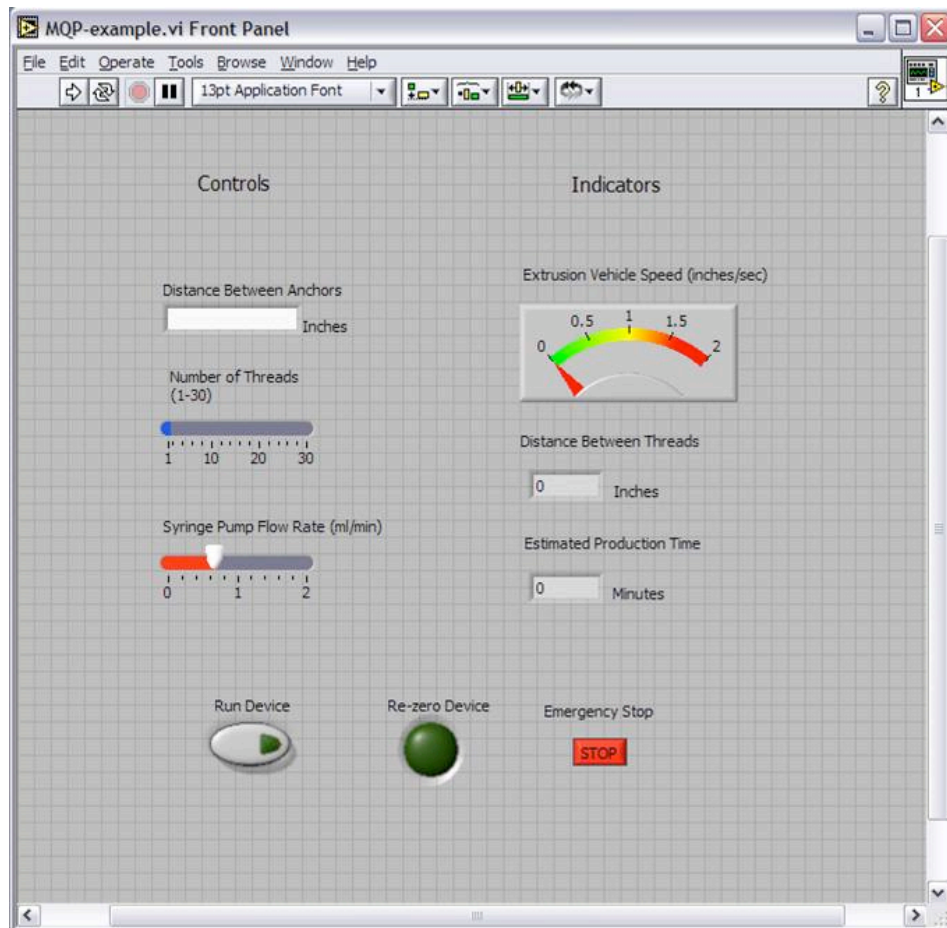 MQP-example.vi Front Panel
File Edit Operate Tools Browse Window Help
13pt Application Font
?
1
Controls
Indicators
Distance Between Anchors
Inches
Number of Threads
(1-30)
1 10 20 30
Syringe Pump Flow Rate (ml/min)
0 1 2
Extrusion Vehicle Speed (inches/sec)
0 0.5 1 1.5 2
Distance Between Threads
0 Inches
Estimated Production Time
0 Minutes
Run Device
Re-zero Device
Emergency Stop
STOP